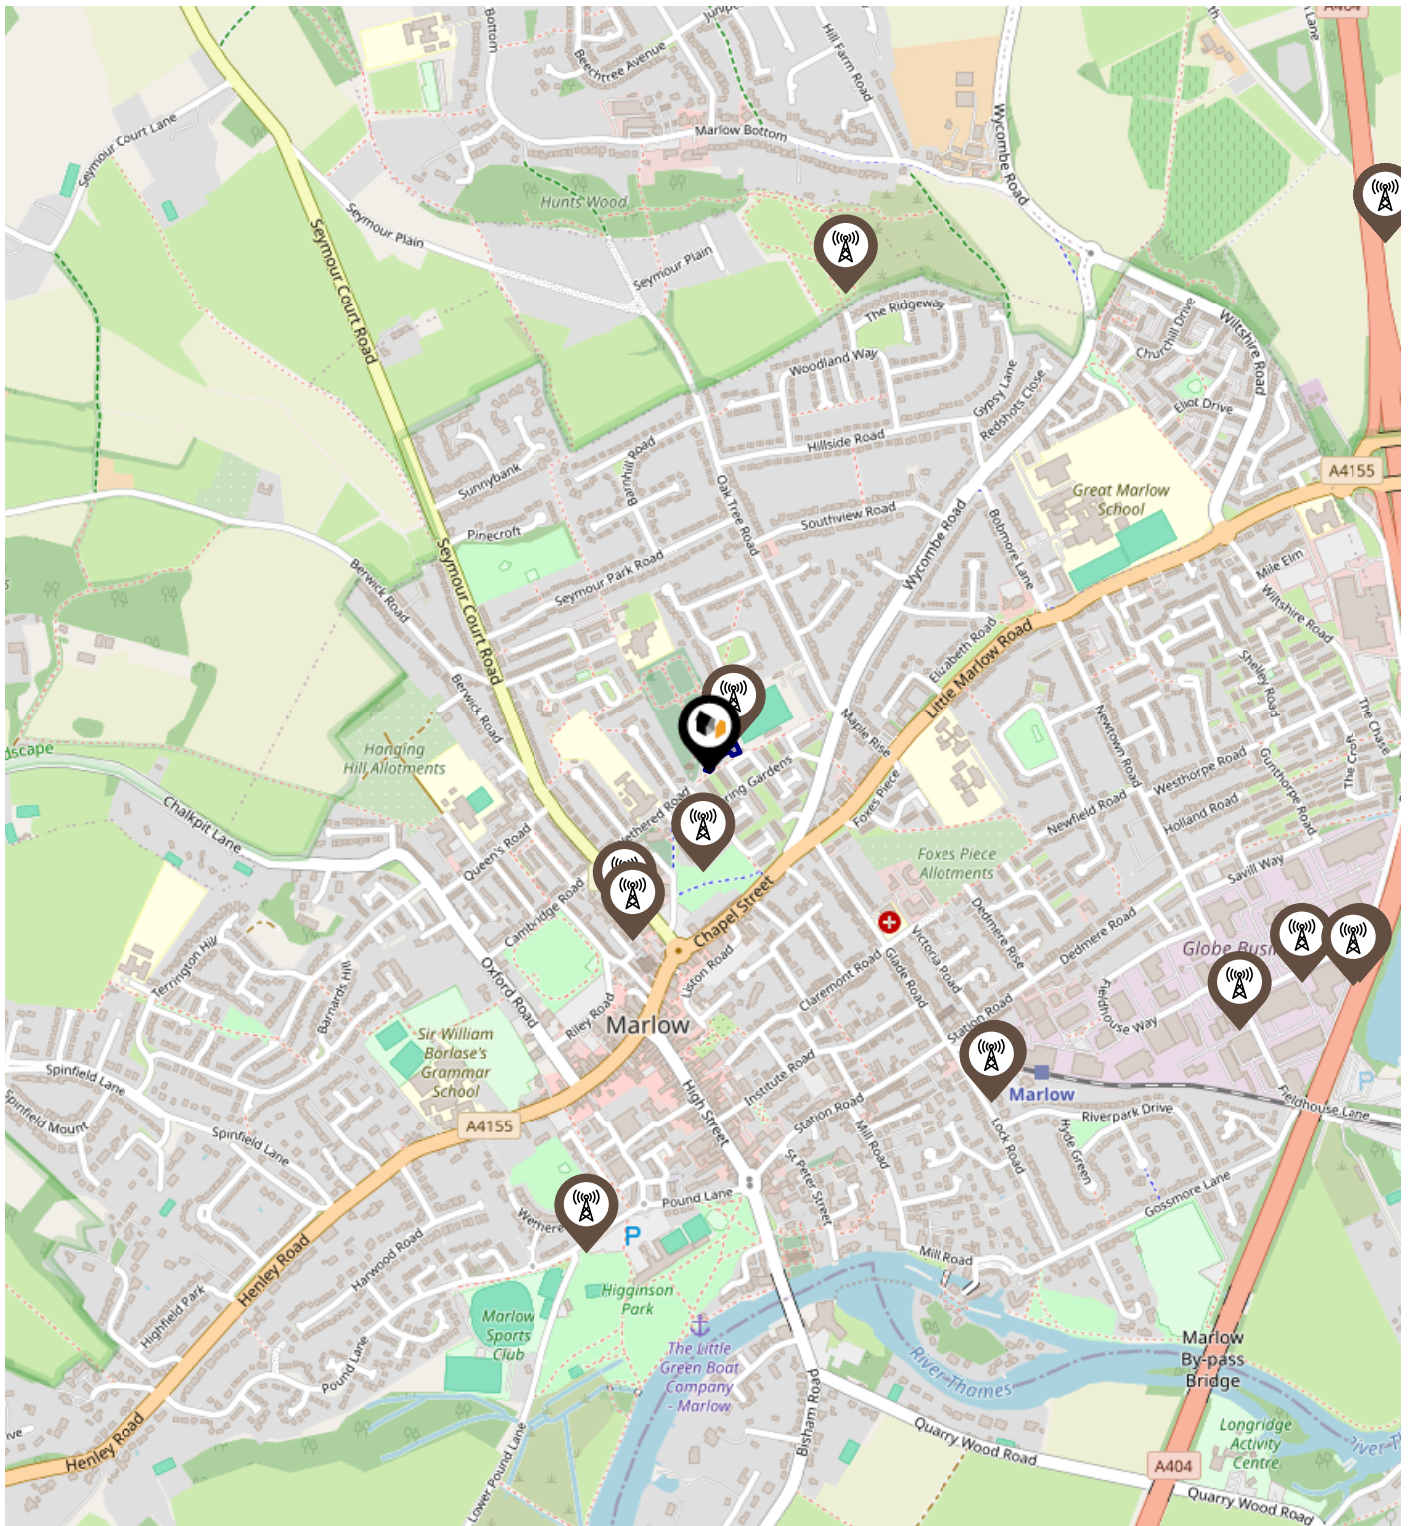 A404
Bottom
Beechtree Avenue
Hill Farm Road
Lane
Seymour Court Lane
Marlow Bottom
Wycombe Road
Hunts Wood
Seymour Plain
Seymour Plain
Seymour Court Road
The Ridgeway
Churchill Drive
Wiltshire Road
Woodland Way
Gypsy Lane
Redshots Close
Eliot Drive
Hillside Road
Barnhill Road
Sunnybank
A4155
Oak Tree Road
Great Marlow
School
Southview Road
Pinecroft
Bobmore Lane
Wycombe Road
Seymour Park Road
Mile Elm
Berwick Road
Seymour Court Road
Wiltshire Road
Elizabeth Road
Little Marlow Road
Shelley Road
Berwick Road
Maple Rise
Newtown Road
The Chase
Hanging
Hill Allotments
dscape
The Croft
Westhorpe Road
Gunthorpe Road
Chalkpit Lane
Foxes Piece
Newfield Road
Holland Road
Queen's Road
Foxes Piece
Allotments
Savill Way
Cambridge Road
Chapel Street
Dedmere Rise
Dedmere Road
Terrington Hill
Victoria Road
Globe Busi
Oxford Road
Liston Road
Claremont Road
Glade Road
Barnards Hill
Riley Road
Marlow
Station Road
Fieldhouse Way
Sir William
Borlase's
Grammar
School
Spinfield Lane
Institute Road
High Street
Marlow
Fieldhouse Lane
P
Spinfield Mount
A4155
Station Road
Riverpark Drive
Spinfield Lane
Mill Road
Lock Road
Hyde Green
St Peter Street
Pound Lane
Gossmore Lane
P
Harwood Road
Mill Road
Henley Road
Higginson
Park
Highfield Park
Marlow
Sports
Club
The Little
Green Boat
Company
- Marlow
Marlow
By-pass
Bridge
Pound Lane
River Thames
Bisham Road
Henley Road
Quarry Wood Road
Longridge
Activity
Centre
Lower Pound Lane
A404
Quarry Wood Road